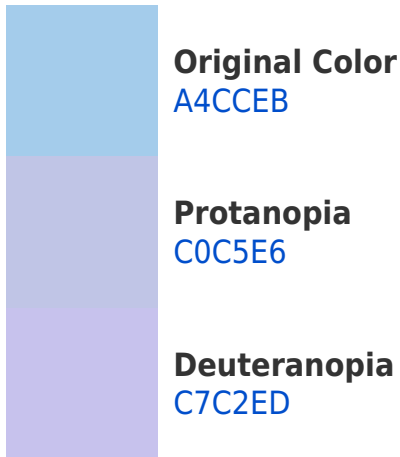 Original Color
A4CCEB
Protanopia
C0C5E6
Deuteranopia
C7C2ED